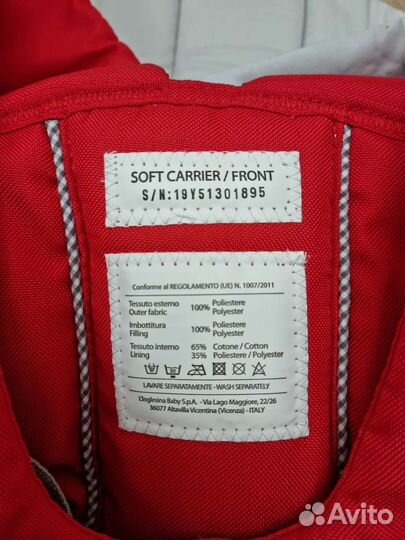 SOFT CARRIER / FRONT
S/N:19Y51301895
Conforme al REGOLAMENTO (UE) N. 1007/2011
Tessuto esterno 100% Poliestere
Outer fabric Polyester
Imbottitura 100% Poliestere
Filling Polyester
Tessuto interno 65% Cotone / Cotton
Lining 35% Poliestere / Polyester
LAVARE SEPARATAMENTE - WASH SEPARATELY
L'Inglesina Baby S.p.A. - Via Lago Maggiore, 22/26
36077 Altavilla Vicentina (Vicenza) - ITALY
Avito